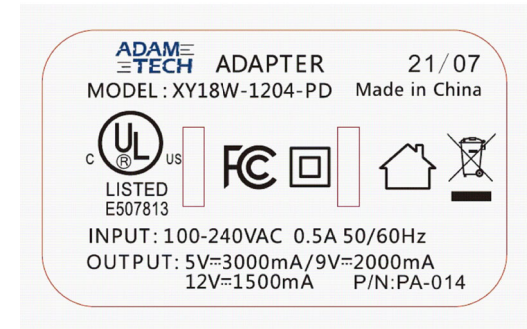 ADAM TECH ADAPTER 21/07
MODEL: XY18W-1204-PD Made in China
C UL ® US FC
LISTED
E507813
INPUT: 100-240VAC 0.5A 50/60Hz
OUTPUT: 5V⎓3000mA/9V⎓2000mA
12V⎓1500mA P/N:PA-014